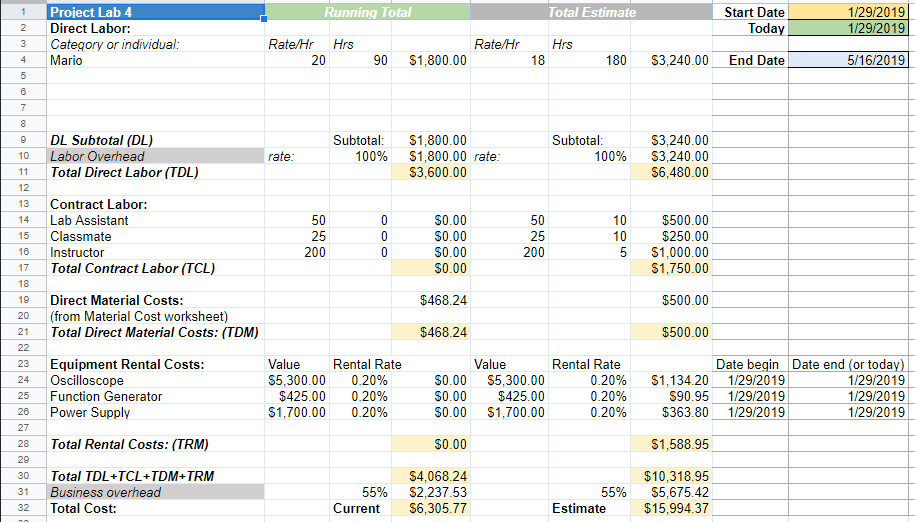 1 Project Lab 4 Running Total Total Estimate Start Date 1/29/2019
2 Direct Labor: Today 1/29/2019
3 Category or individual: Rate/Hr Hrs Rate/Hr Hrs
4 Mario 20 90 $1,800.00 18 180 $3,240.00 End Date 5/16/2019
5
6
7
8
9 DL Subtotal (DL) Subtotal: $1,800.00 Subtotal: $3,240.00
10 Labor Overhead rate: 100% $1,800.00 rate: 100% $3,240.00
11 Total Direct Labor (TDL) $3,600.00 $6,480.00
12
13 Contract Labor:
14 Lab Assistant 50 0 $0.00 50 10 $500.00
15 Classmate 25 0 $0.00 25 10 $250.00
16 Instructor 200 0 $0.00 200 5 $1,000.00
17 Total Contract Labor (TCL) $0.00 $1,750.00
18
19 Direct Material Costs: $468.24 $500.00
20 (from Material Cost worksheet)
21 Total Direct Material Costs: (TDM) $468.24 $500.00
22
23 Equipment Rental Costs: Value Rental Rate Value Rental Rate Date begin Date end (or today)
24 Oscilloscope $5,300.00 0.20% $0.00 $5,300.00 0.20% $1,134.20 1/29/2019 1/29/2019
25 Function Generator $425.00 0.20% $0.00 $425.00 0.20% $90.95 1/29/2019 1/29/2019
26 Power Supply $1,700.00 0.20% $0.00 $1,700.00 0.20% $363.80 1/29/2019 1/29/2019
27
28 Total Rental Costs: (TRM) $0.00 $1,588.95
29
30 Total TDL+TCL+TDM+TRM $4,068.24 $10,318.95
31 Business overhead 55% $2,237.53 55% $5,675.42
32 Total Cost: Current $6,305.77 Estimate $15,994.37